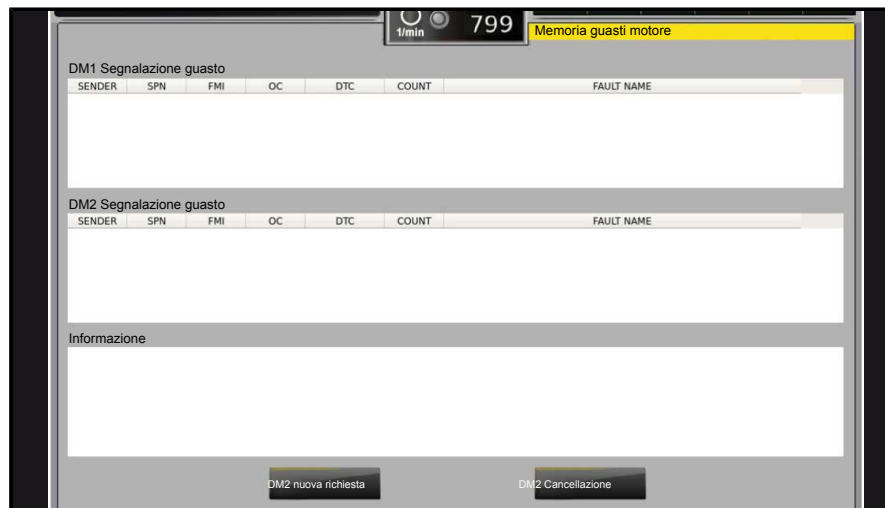 1/min 799 Memoria guasti motore
DM1 Segnalazione guasto
SENDER SPN FMI OC DTC COUNT FAULT NAME
DM2 Segnalazione guasto
SENDER SPN FMI OC DTC COUNT FAULT NAME
Informazione
DM2 nuova richiesta DM2 Cancellazione